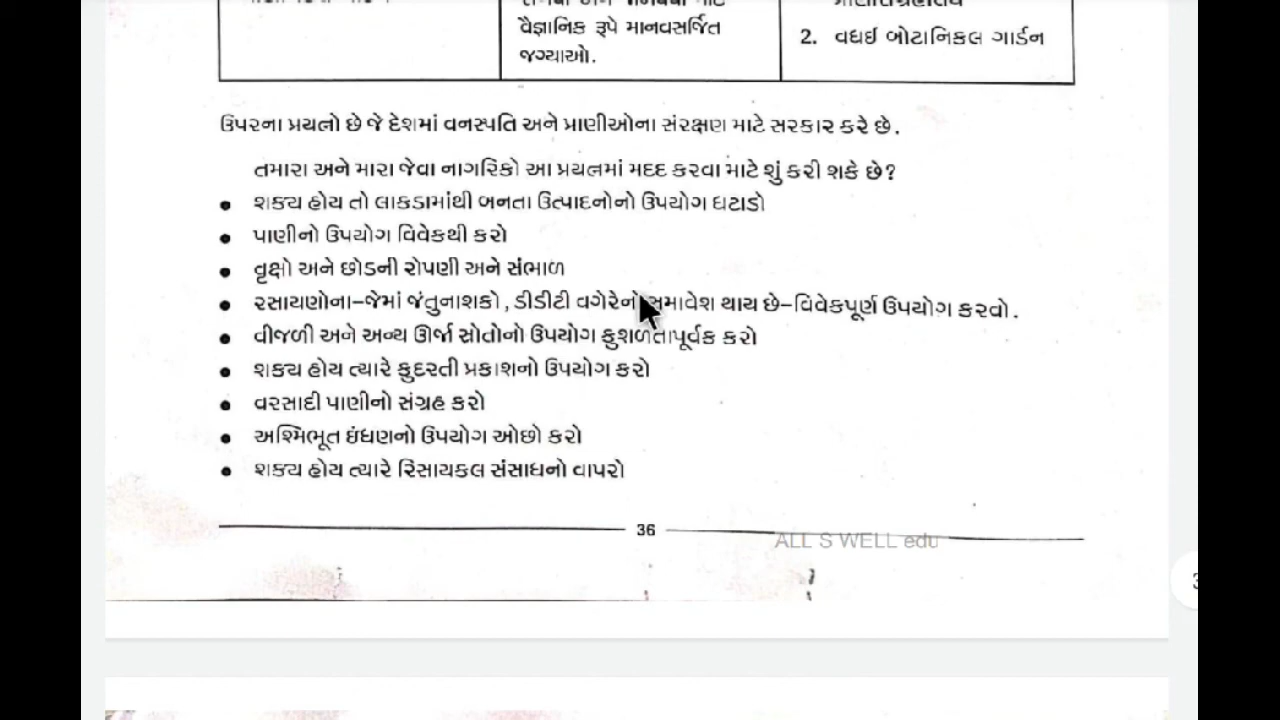 વૈજ્ઞાનિક રૂપે માનવસર્જિત
જગ્યાઓ.
2. વઘઈ બોટાનિકલ ગાર્ડન
ઉપરના પ્રયત્નો છે જે દેશમાં વનસ્પતિ અને પ્રાણીઓના સંરક્ષણ માટે સરકાર કરે છે.
તમારા અને મારા જેવા નાગરિકો આ પ્રયત્નમાં મદદ કરવા માટે શું કરી શકે છે?
• શક્ય હોય તો લાકડામાંથી બનતા ઉત્પાદનોનો ઉપયોગ ઘટાડો
• પાણીનો ઉપયોગ વિવેકથી કરો
• વૃક્ષો અને છોડની રોપણી અને સંભાળ
• રસાયણોના–જેમાં જંતુનાશકો, ડીડીટી વગેરેનો સમાવેશ થાય છે–વિવેકપૂર્ણ ઉપયોગ કરવો.
• વીજળી અને અન્ય ઊર્જા સ્રોતોનો ઉપયોગ કુશળતાપૂર્વક કરો
• શક્ય હોય ત્યારે કુદરતી પ્રકાશનો ઉપયોગ કરો
• વરસાદી પાણીનો સંગ્રહ કરો
• અશ્મિભૂત ઇંધણનો ઉપયોગ ઓછો કરો
• શક્ય હોય ત્યારે રિસાયકલ સંસાધનો વાપરો
36
ALL S WELL edu